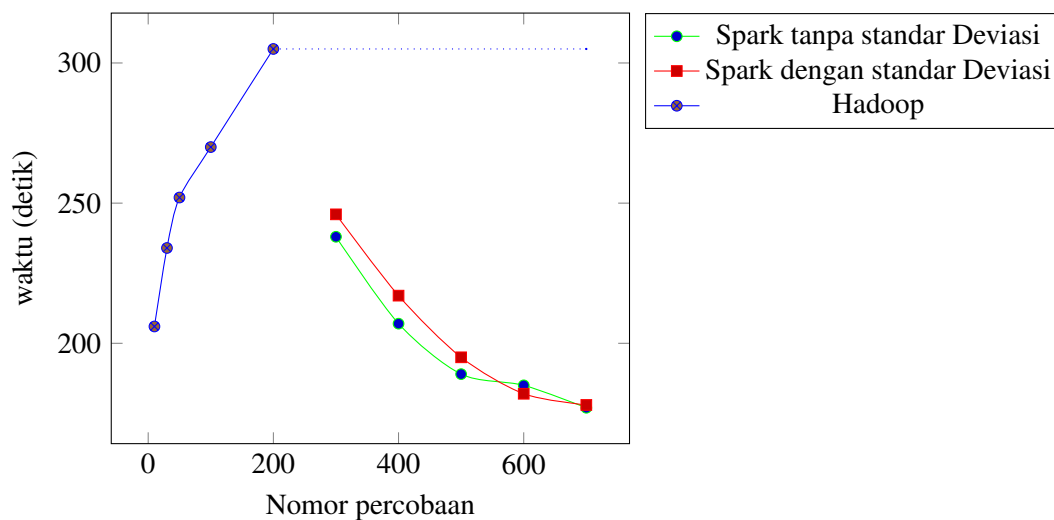 Spark tanpa standar Deviasi
Spark dengan standar Deviasi
Hadoop
300
250
200
waktu (detik)
0
200
400
600
Nomor percobaan